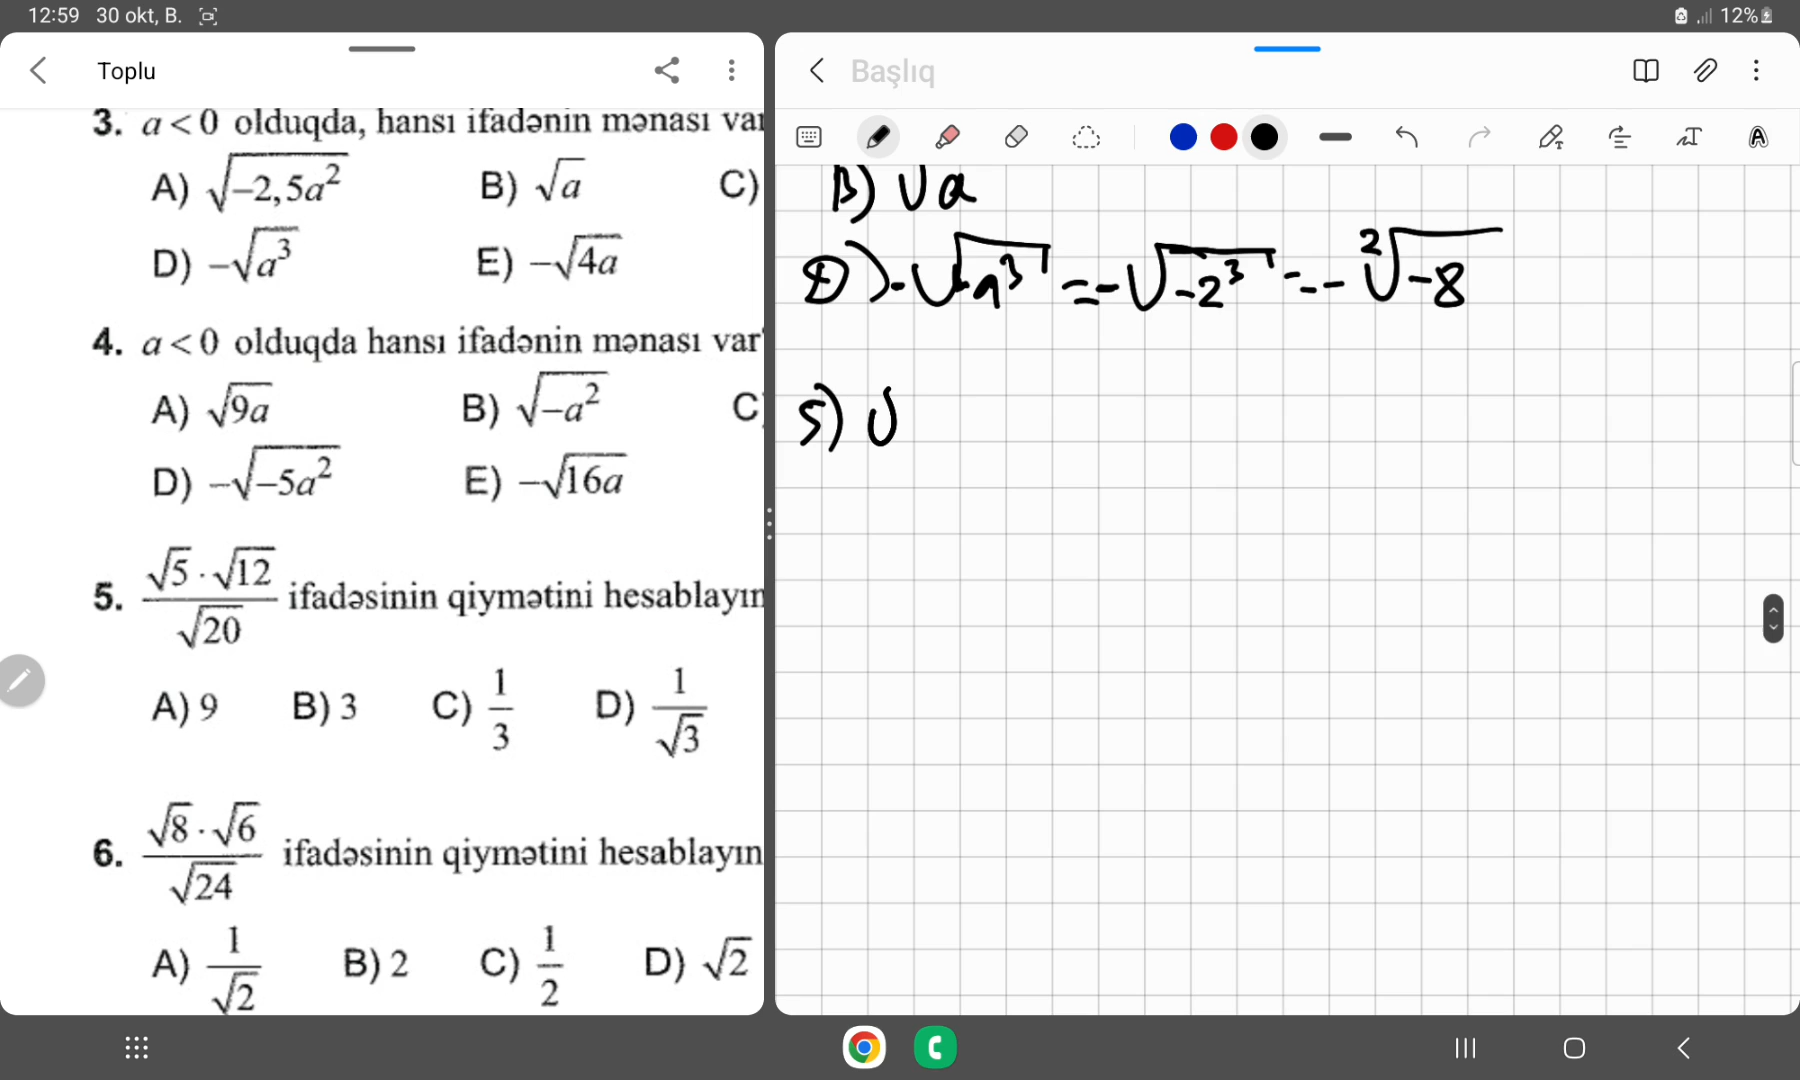 12:59 30 okt, B. 12%
Toplu
3. a < 0 olduqda, hansı ifadənin mənası var
A) √(−2,5a²) B) √a C)
D) −√(a³) E) −√(4a)
4. a < 0 olduqda hansı ifadənin mənası var
A) √(9a) B) √(−a²) C
D) −√(−5a²) E) −√(16a)
5. (√5 · √12)/√20 ifadəsinin qiymətini hesablayın
A) 9 B) 3 C) 1/3 D) 1/√3
6. (√8 · √6)/√24 ifadəsinin qiymətini hesablayın
A) 1/√2 B) 2 C) 1/2 D) √2
Başlıq
B) √a
D) -√(-a³) = -√(-2³) = - ²√(-8)
5) √